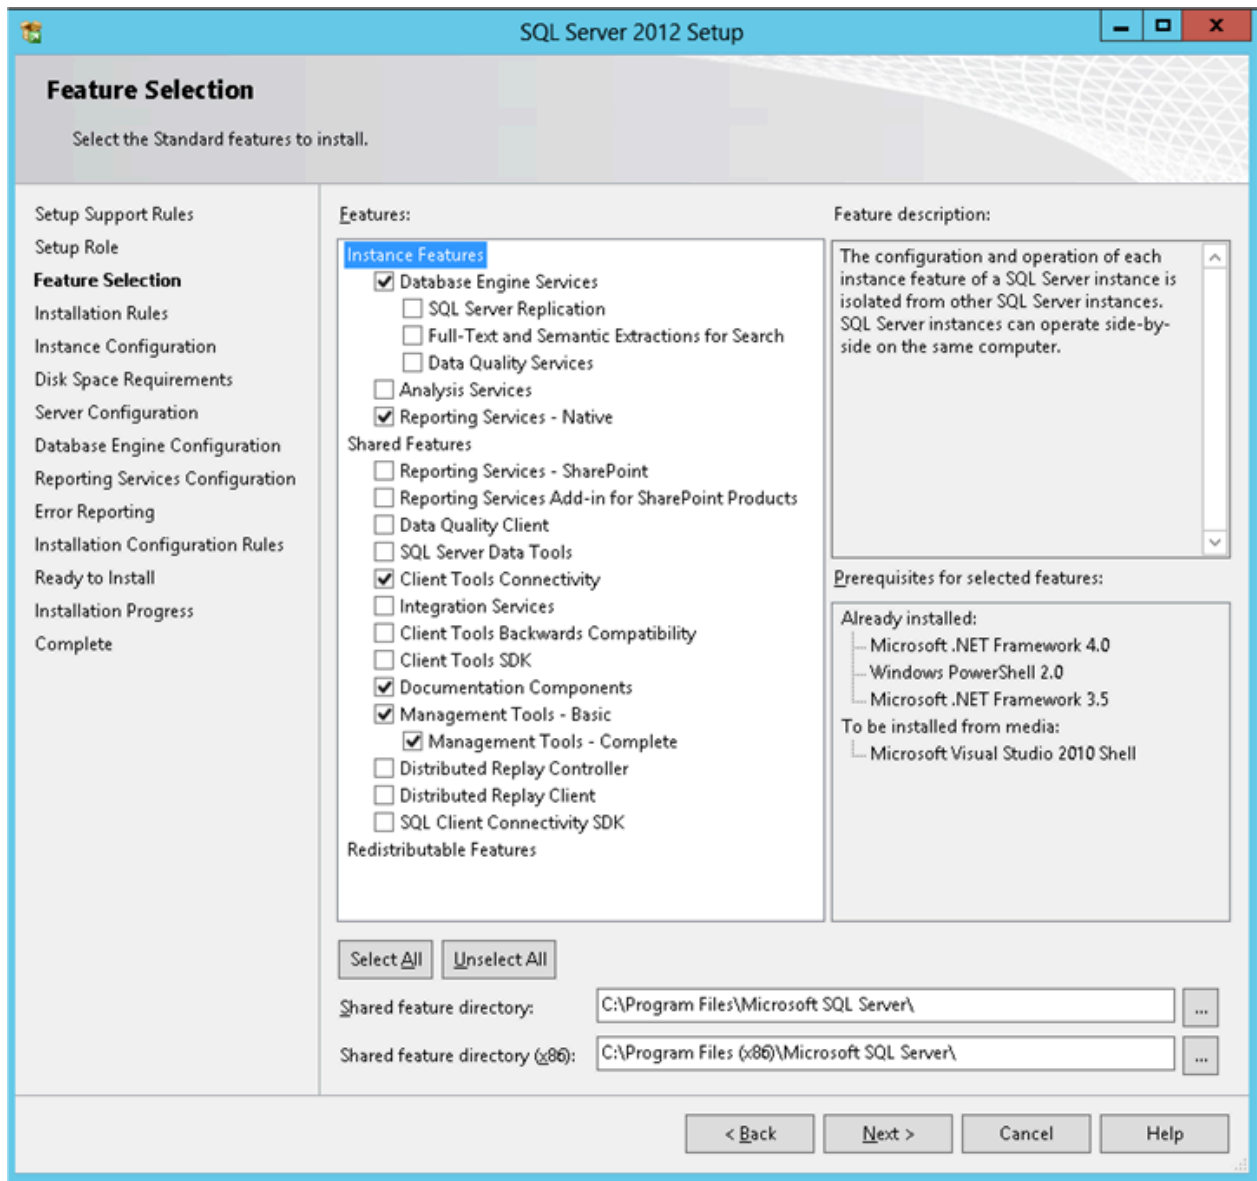 SQL Server 2012 Setup
Feature Selection
Select the Standard features to install.
Setup Support Rules
Setup Role
Feature Selection
Installation Rules
Instance Configuration
Disk Space Requirements
Server Configuration
Database Engine Configuration
Reporting Services Configuration
Error Reporting
Installation Configuration Rules
Ready to Install
Installation Progress
Complete
Features:
Instance Features
Database Engine Services
SQL Server Replication
Full-Text and Semantic Extractions for Search
Data Quality Services
Analysis Services
Reporting Services - Native
Shared Features
Reporting Services - SharePoint
Reporting Services Add-in for SharePoint Products
Data Quality Client
SQL Server Data Tools
Client Tools Connectivity
Integration Services
Client Tools Backwards Compatibility
Client Tools SDK
Documentation Components
Management Tools - Basic
Management Tools - Complete
Distributed Replay Controller
Distributed Replay Client
SQL Client Connectivity SDK
Redistributable Features
Feature description:
The configuration and operation of each
instance feature of a SQL Server instance is
isolated from other SQL Server instances.
SQL Server instances can operate side-by-
side on the same computer.
Prerequisites for selected features:
Already installed:
Microsoft .NET Framework 4.0
Windows PowerShell 2.0
Microsoft .NET Framework 3.5
To be installed from media:
Microsoft Visual Studio 2010 Shell
Select All
Unselect All
Shared feature directory:
C:\Program Files\Microsoft SQL Server\
...
Shared feature directory (x86):
C:\Program Files (x86)\Microsoft SQL Server\
...
< Back
Next >
Cancel
Help